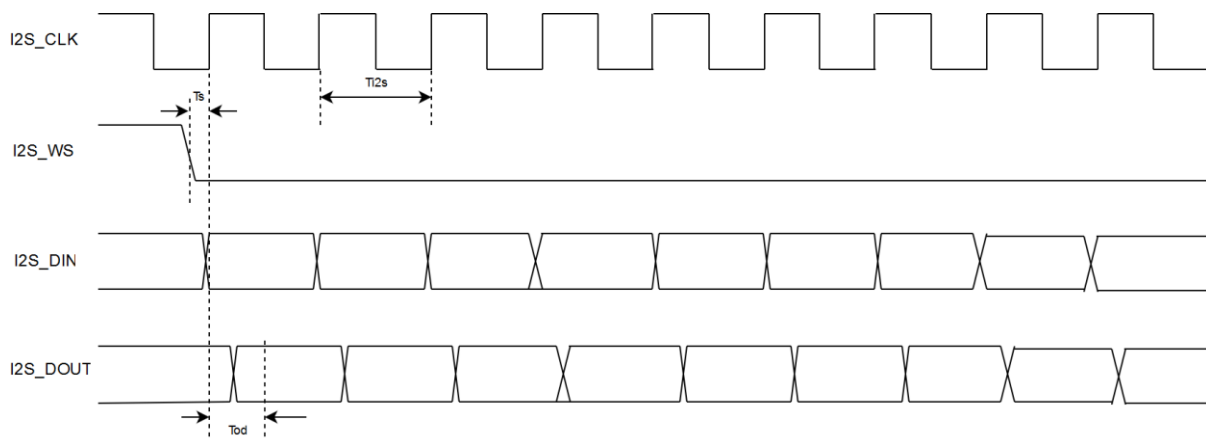 I2S_CLK
Ts
TI2s
I2S_WS
I2S_DIN
I2S_DOUT
Tod